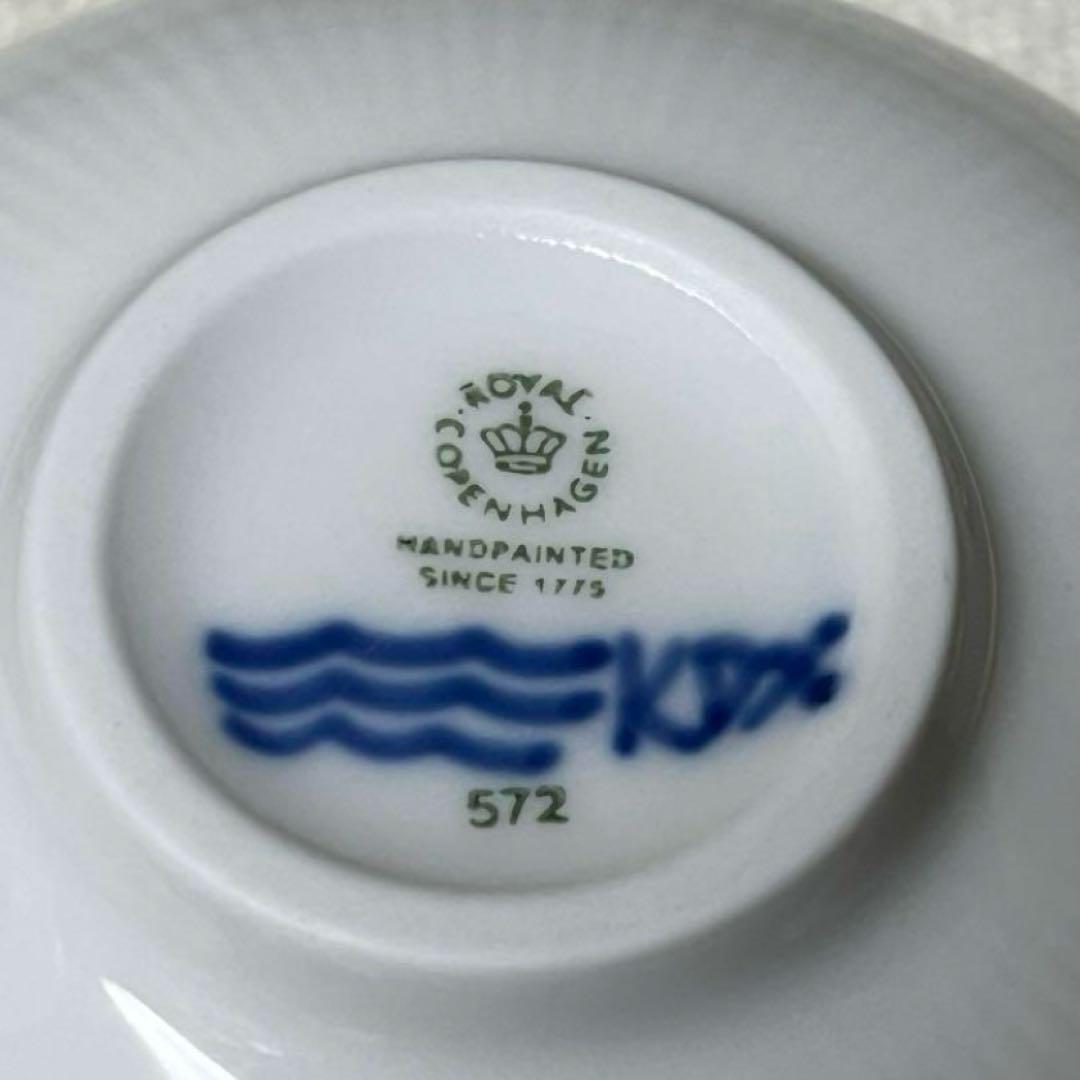 ROYAL COPENHAGEN
HANDPAINTED
SINCE 1775
572